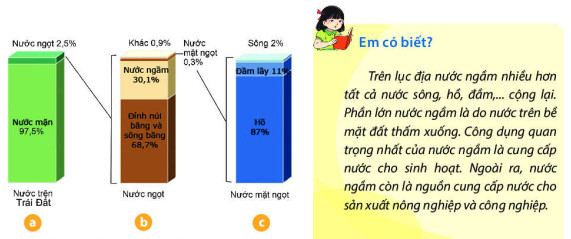 Nước ngọt 2,5%
Nước mặn
97,5%
Nước trên
Trái Đất
a
Khác 0,9%
Nước ngầm
30,1%
Đỉnh núi
băng và
sông băng
68,7%
Nước ngọt
b
Nước
mặt ngọt
0,3%
Sông 2%
Đầm lầy 11%
Hồ
87%
Nước mặt ngọt
c
Em có biết?
Trên lục địa nước ngầm nhiều hơn
tất cả nước sông, hồ, đầm,... cộng lại.
Phần lớn nước ngầm là do nước trên bề
mặt đất thấm xuống. Công dụng quan
trọng nhất của nước ngầm là cung cấp
nước cho sinh hoạt. Ngoài ra, nước
ngầm còn là nguồn cung cấp nước cho
sản xuất nông nghiệp và công nghiệp.